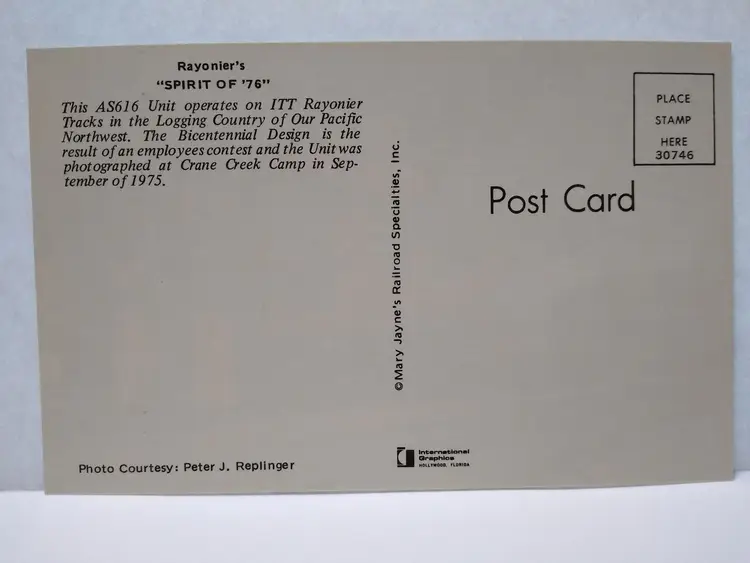 Rayonier's
"SPIRIT OF '76"
This AS616 Unit operates on ITT Rayonier
Tracks in the Logging Country of Our Pacific
Northwest. The Bicentennial Design is the
result of an employees contest and the Unit was
photographed at Crane Creek Camp in Sep-
tember of 1975.
Photo Courtesy: Peter J. Replinger
©Mary Jayne's Railroad Specialties, Inc.
International
Graphics
HOLLYWOOD, FLORIDA
PLACE
STAMP
HERE
30746
Post Card